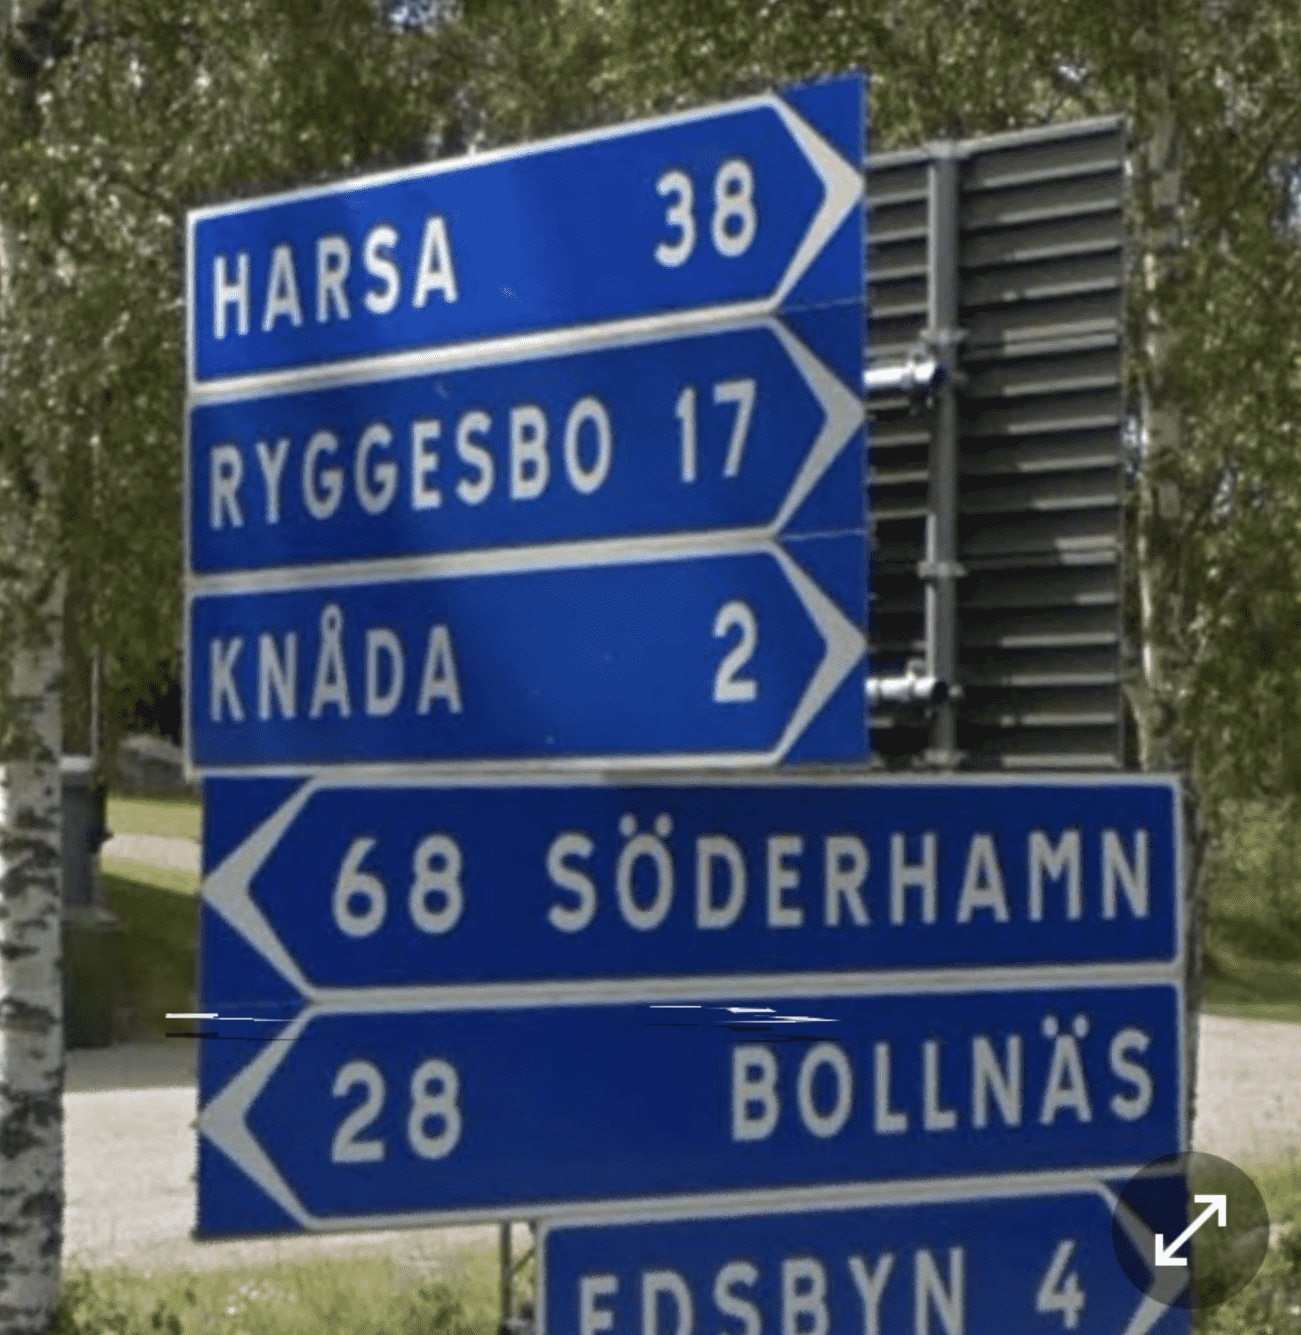 HARSA 38
RYGGESBO 17
KNÅDA 2
68 SÖDERHAMN
28 BOLLNÄS
EDSBYN 4